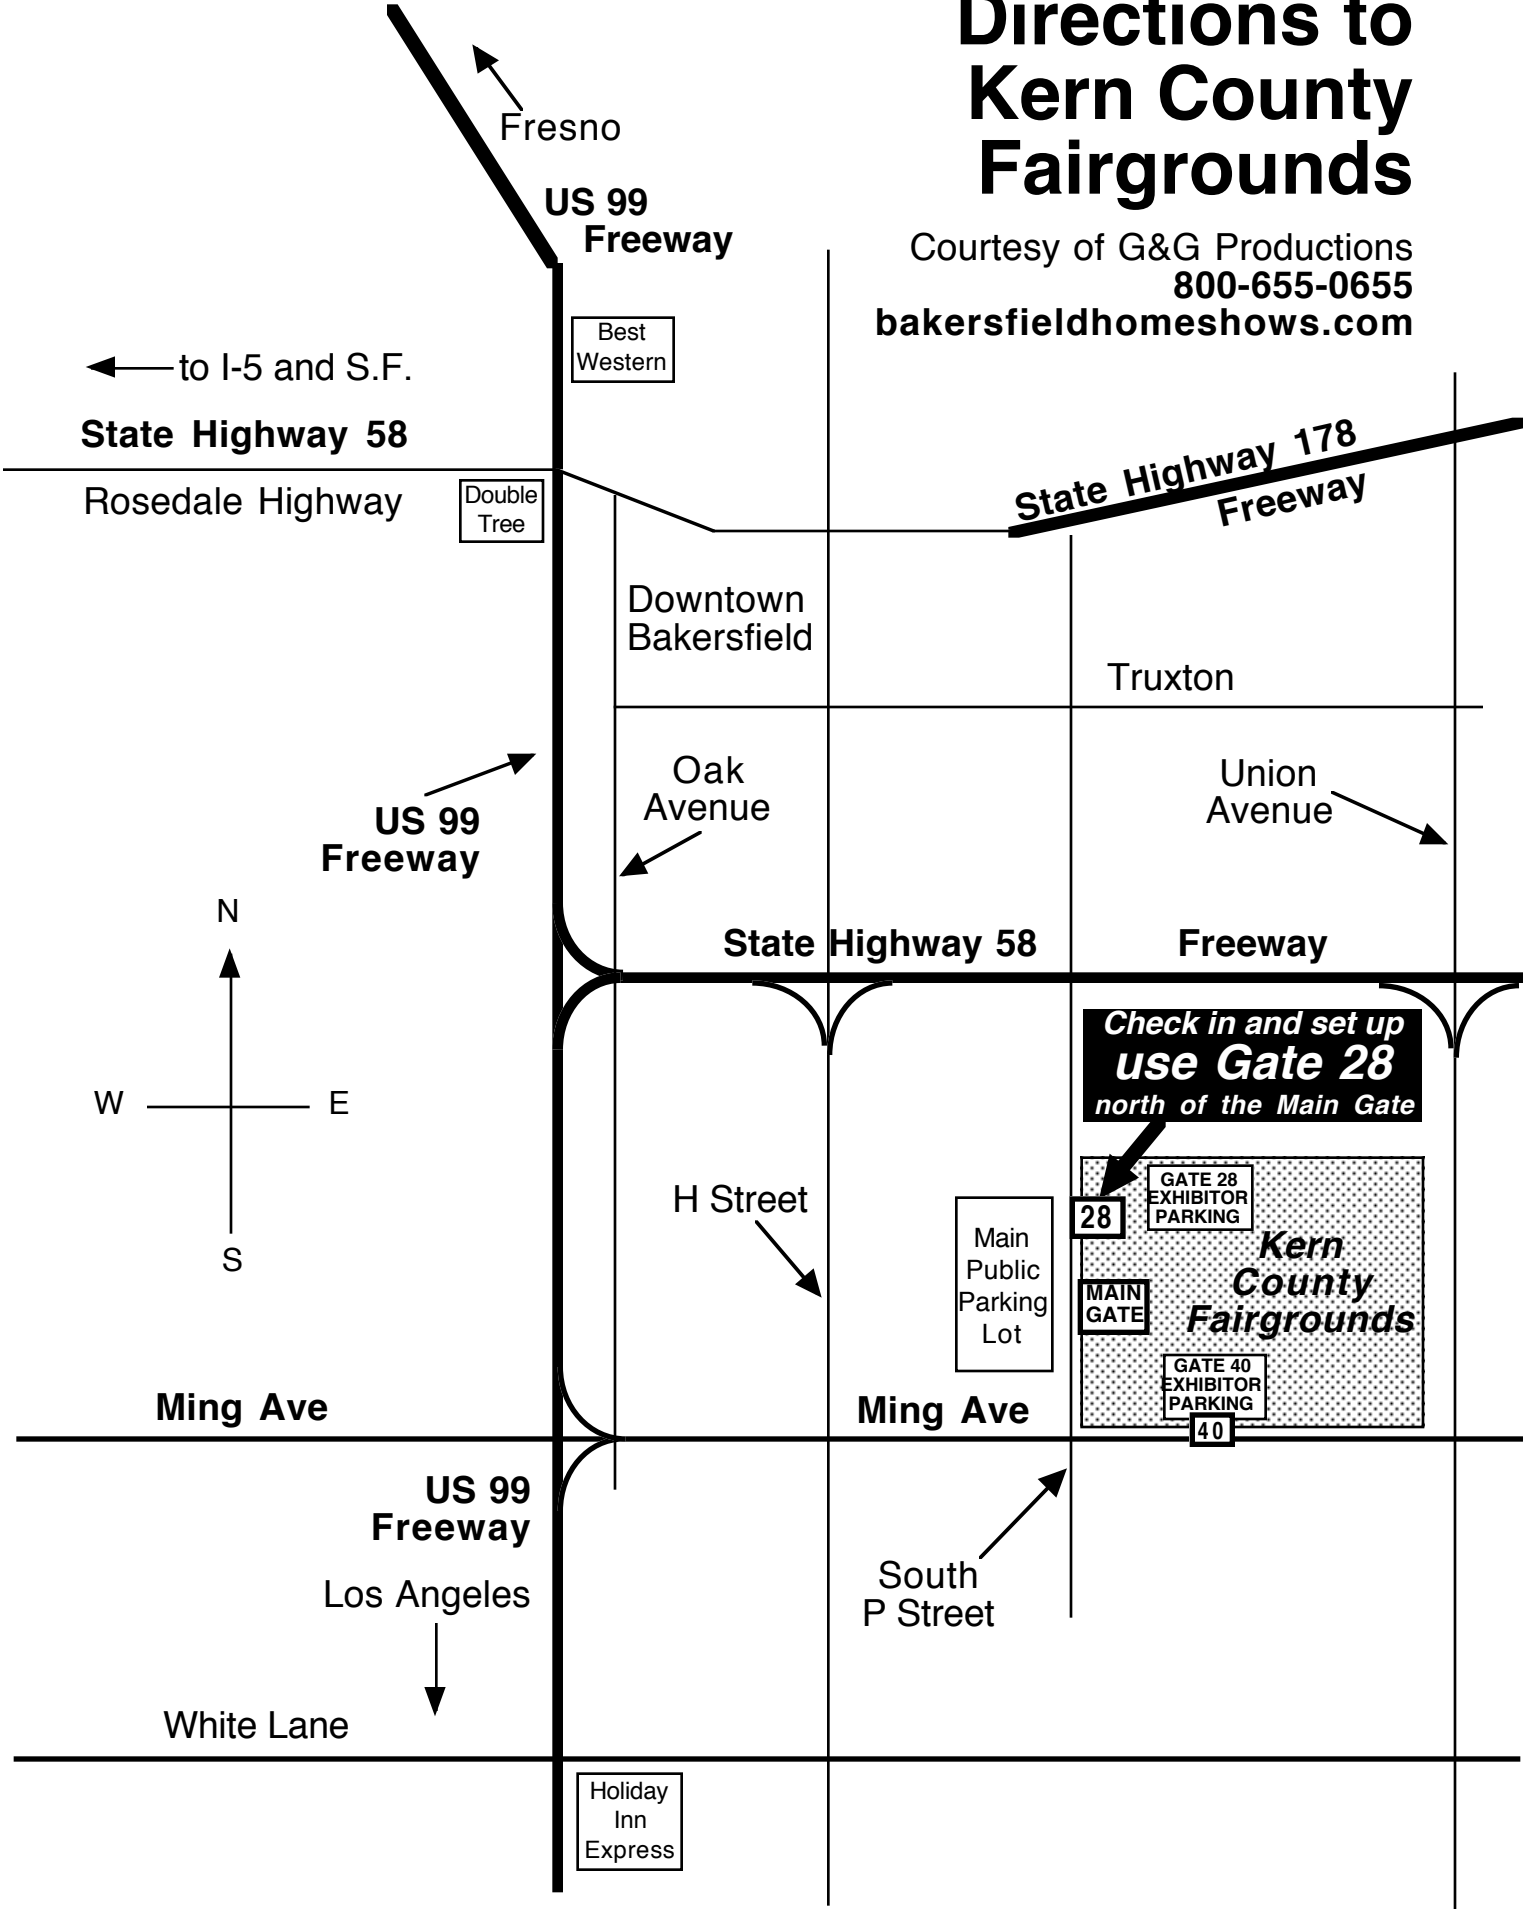 Directions to
Kern County
Fairgrounds
Courtesy of G&G Productions
800-655-0655
bakersfieldhomeshows.com
Fresno
US 99
Freeway
Best
Western
to I-5 and S.F.
State Highway 58
Rosedale Highway
Double
Tree
State Highway 178
Freeway
Downtown
Bakersfield
Truxton
Oak
Avenue
Union
Avenue
US 99
Freeway
N
W
E
S
State Highway 58 Freeway
Check in and set up
use Gate 28
north of the Main Gate
H Street
Main
Public
Parking
Lot
28
GATE 28
EXHIBITOR
PARKING
MAIN
GATE
Kern
County
Fairgrounds
GATE 40
EXHIBITOR
PARKING
40
Ming Ave
Ming Ave
US 99
Freeway
Los Angeles
South
P Street
White Lane
Holiday
Inn
Express